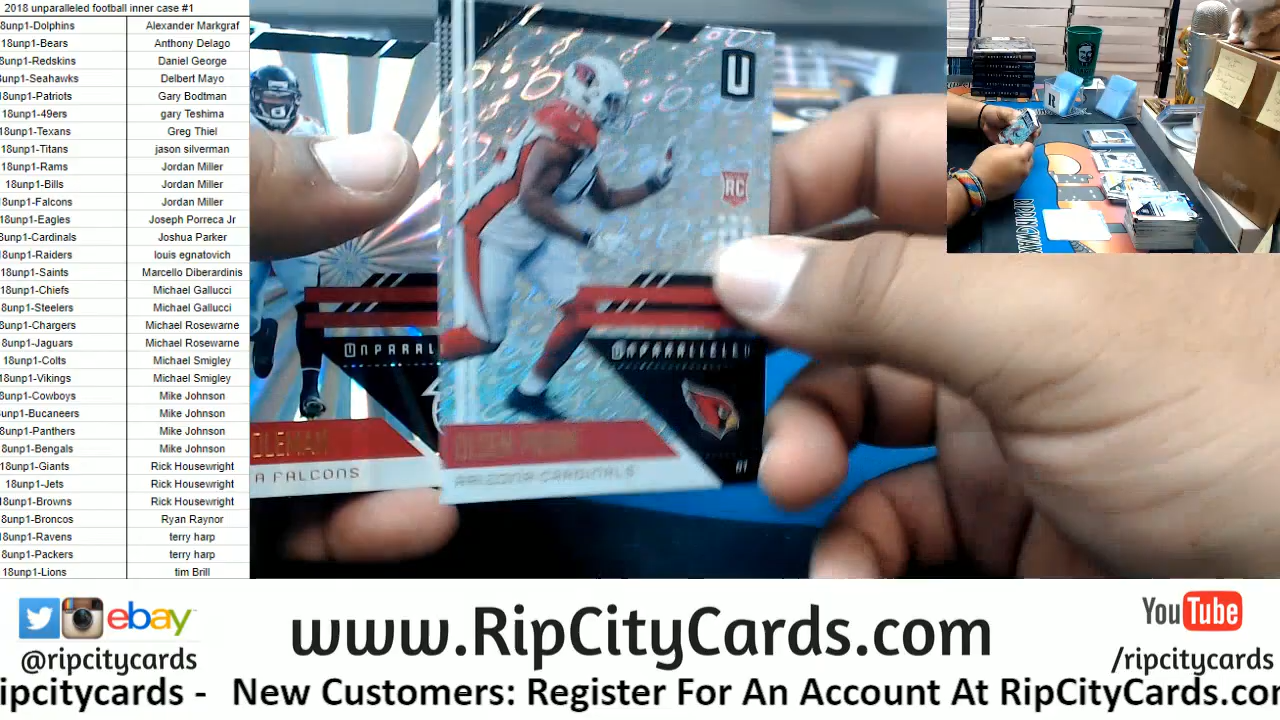 2018 unparalleled football inner case #1
8unp1-Dolphins Alexander Markgraf
18unp1-Bears Anthony Delago
18unp1-Redskins Daniel George
8unp1-Seahawks Delbert Mayo
18unp1-Patriots Gary Bodtman
18unp1-49ers gary Teshima
18unp1-Texans Greg Thiel
18unp1-Titans jason silverman
18unp1-Rams Jordan Miller
18unp1-Bills Jordan Miller
18unp1-Falcons Jordan Miller
18unp1-Eagles Joseph Porreca Jr
8unp1-Cardinals Joshua Parker
18unp1-Raiders louis egnatovich
18unp1-Saints Marcello Diberardinis
18unp1-Chiefs Michael Gallucci
18unp1-Steelers Michael Gallucci
8unp1-Chargers Michael Rosewarne
18unp1-Jaguars Michael Rosewarne
18unp1-Colts Michael Smigley
18unp1-Vikings Michael Smigley
8unp1-Cowboys Mike Johnson
unp1-Bucaneers Mike Johnson
8unp1-Panthers Mike Johnson
8unp1-Bengals Mike Johnson
18unp1-Giants Rick Housewright
18unp1-Jets Rick Housewright
18unp1-Browns Rick Housewright
18unp1-Broncos Ryan Raynor
18unp1-Ravens terry harp
8unp1-Packers terry harp
18unp1-Lions tim Brill
U
RC
UNPARAL
UNPARALLELED
OLEMAN
A FALCONS
ARIZONA CARDINALS
ebay
@ripcitycards
www.RipCityCards.com
YouTube
/ripcitycards
ipcitycards - New Customers: Register For An Account At RipCityCards.co